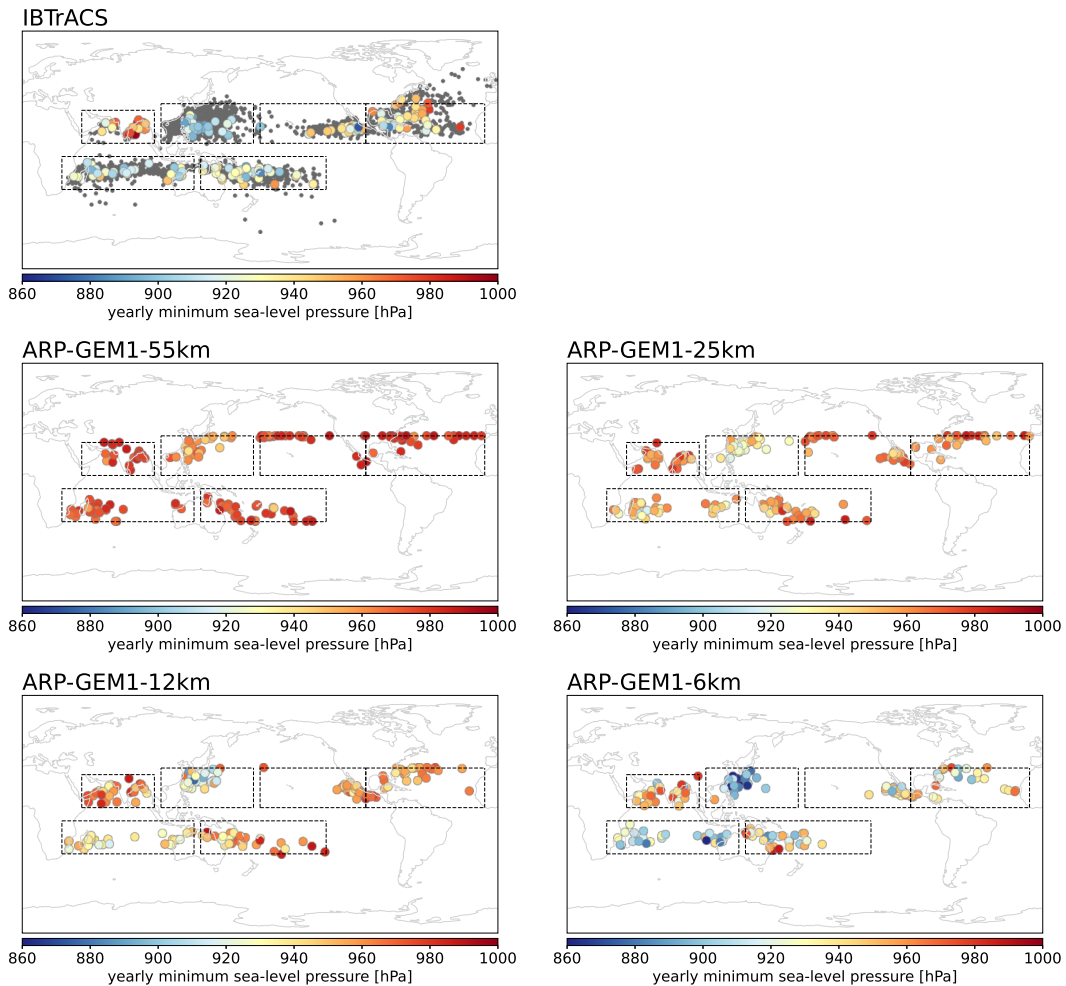 IBTrACS
860 880 900 920 940 960 980 1000
yearly minimum sea-level pressure [hPa]
ARP-GEM1-55km
860 880 900 920 940 960 980 1000
yearly minimum sea-level pressure [hPa]
ARP-GEM1-25km
860 880 900 920 940 960 980 1000
yearly minimum sea-level pressure [hPa]
ARP-GEM1-12km
860 880 900 920 940 960 980 1000
yearly minimum sea-level pressure [hPa]
ARP-GEM1-6km
860 880 900 920 940 960 980 1000
yearly minimum sea-level pressure [hPa]